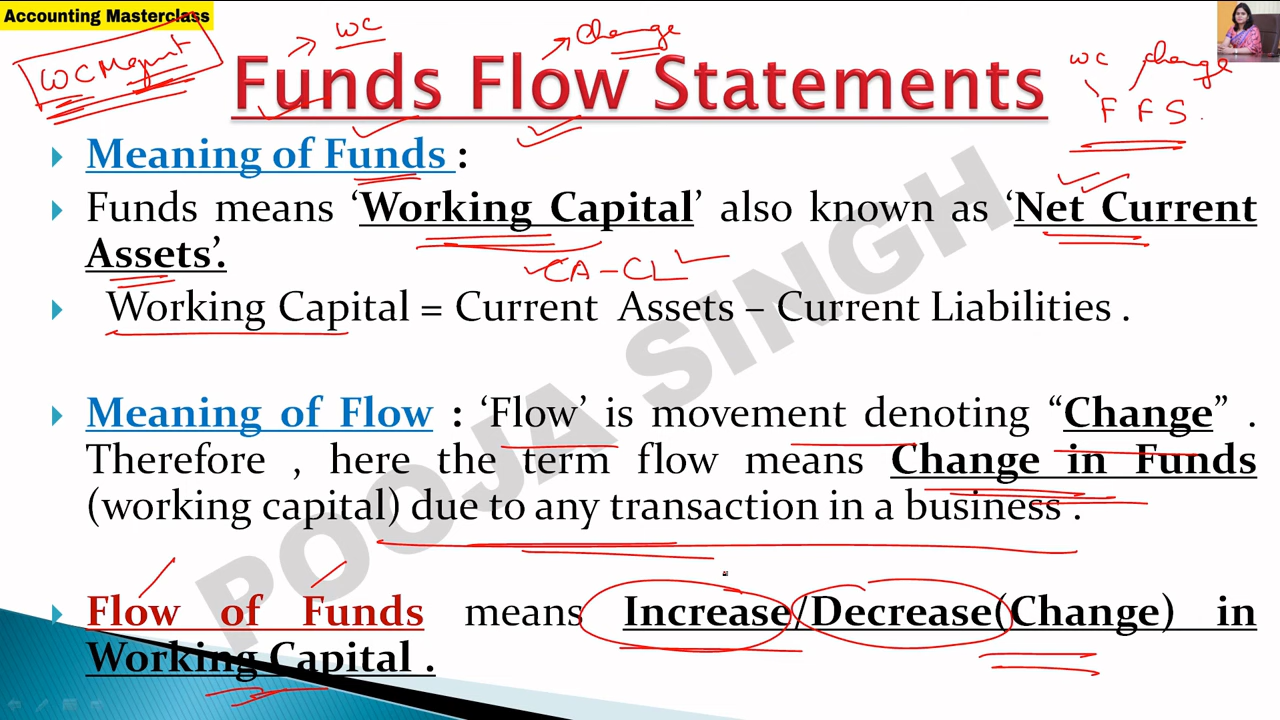 Accounting Masterclass
WC Mgmt
WC
Change
WC Change
F F S
Funds Flow Statements
Meaning of Funds :
Funds means ‘Working Capital’ also known as ‘Net Current
Assets’.
CA – CL
Working Capital = Current Assets – Current Liabilities .
Meaning of Flow : ‘Flow’ is movement denoting “Change” .
Therefore , here the term flow means Change in Funds
(working capital) due to any transaction in a business .
Flow of Funds means Increase/Decrease(Change) in
Working Capital .
POOJA SINGH